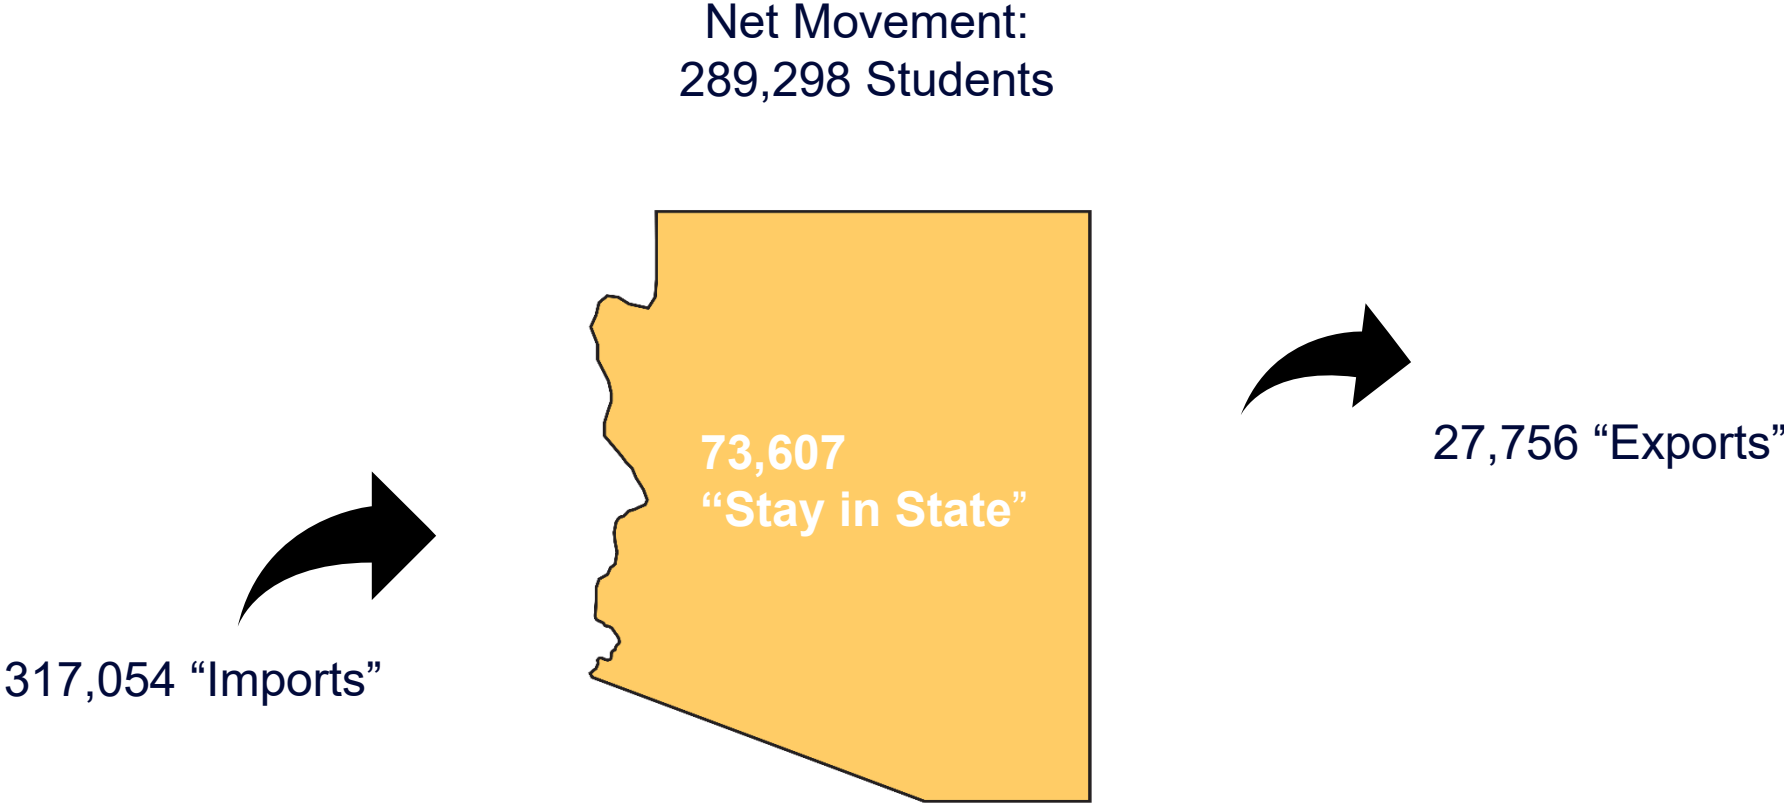 Net Movement:
289,298 Students
73,607
“Stay in State”
27,756 “Exports”
317,054 “Imports”